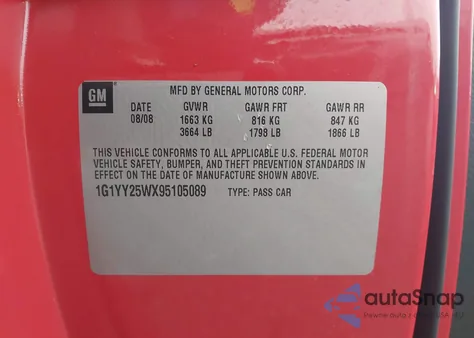 GM
MFD BY GENERAL MOTORS CORP.
DATE GVWR GAWR FRT GAWR RR
08/08 1663 KG 816 KG 847 KG
3664 LB 1798 LB 1866 LB
THIS VEHICLE CONFORMS TO ALL APPLICABLE U.S. FEDERAL MOTOR
VEHICLE SAFETY, BUMPER, AND THEFT PREVENTION STANDARDS IN
EFFECT ON THE DATE OF MANUFACTURE SHOWN ABOVE.
1G1YY25WX95105089 TYPE: PASS CAR
autaSnap